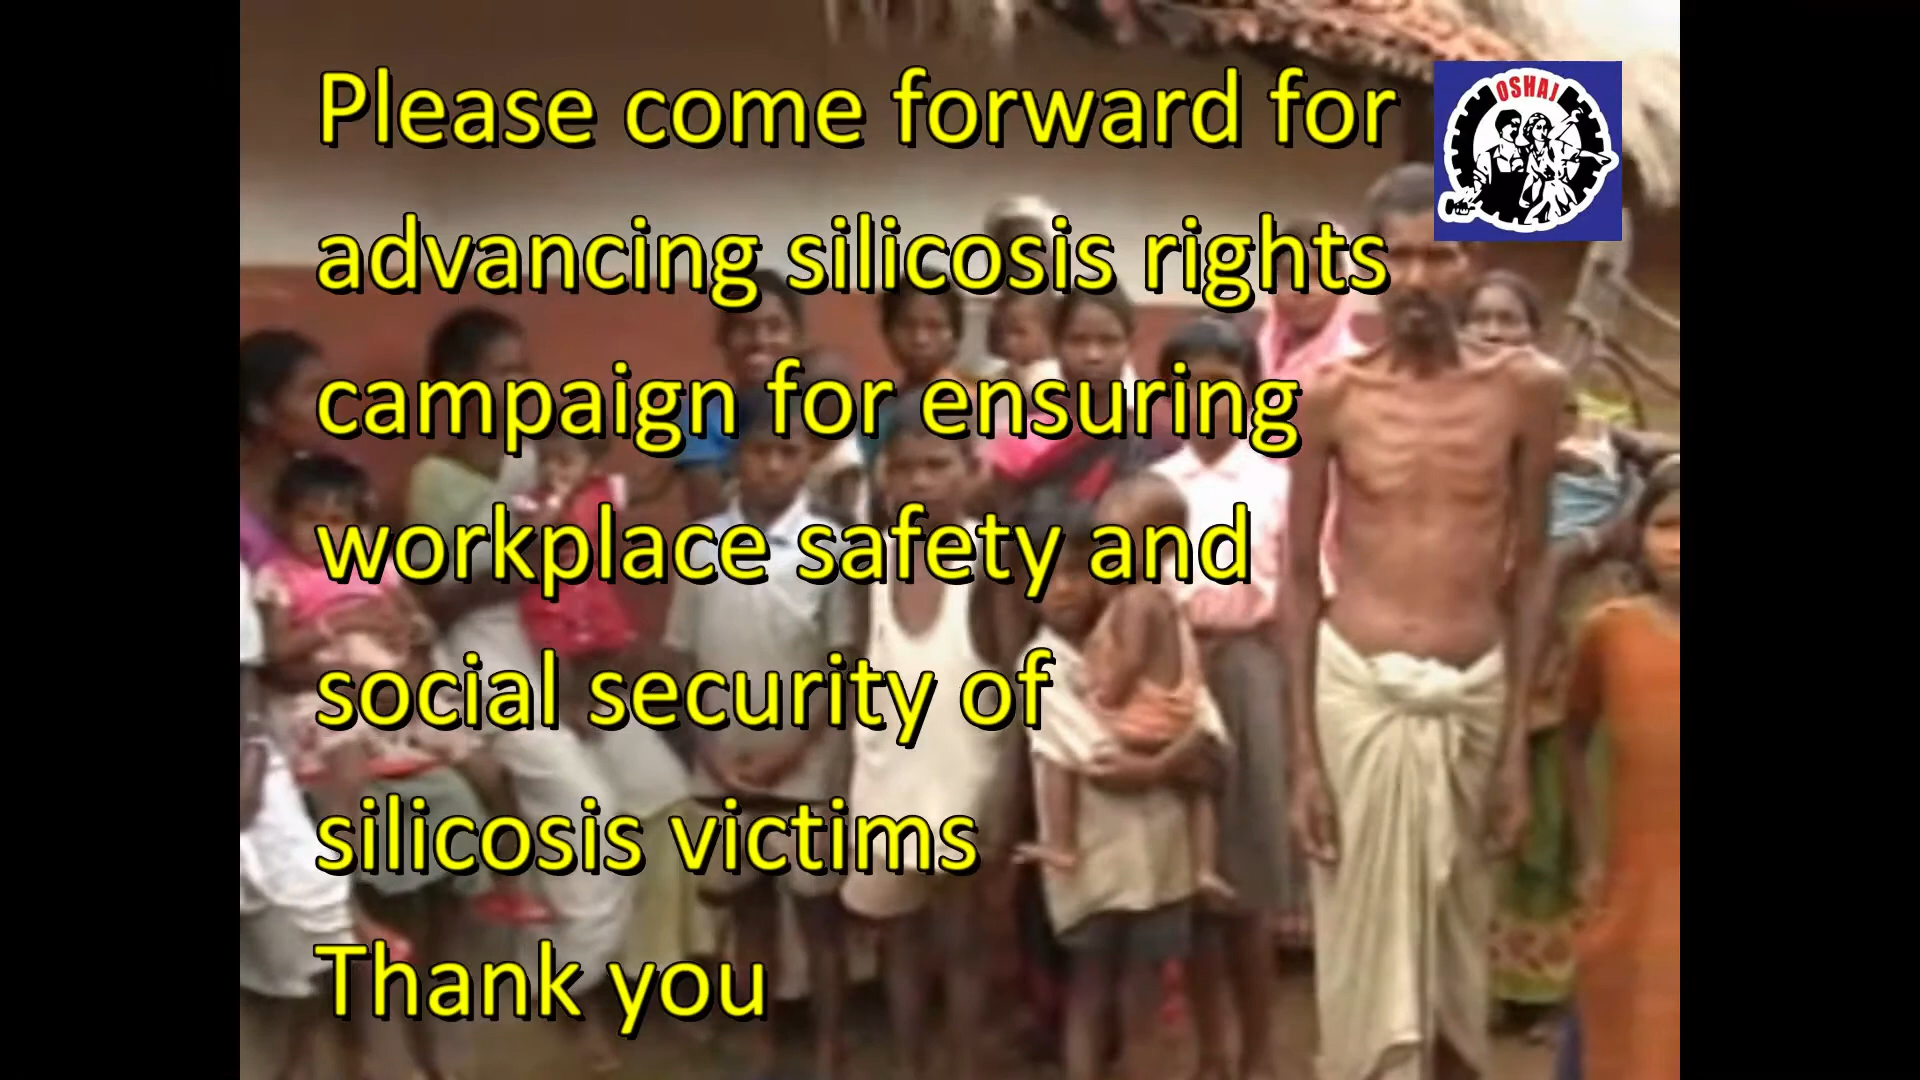 Please come forward for
OSHAJ
advancing silicosis rights
campaign for ensuring
workplace safety and
social security of
silicosis victims
Thank you